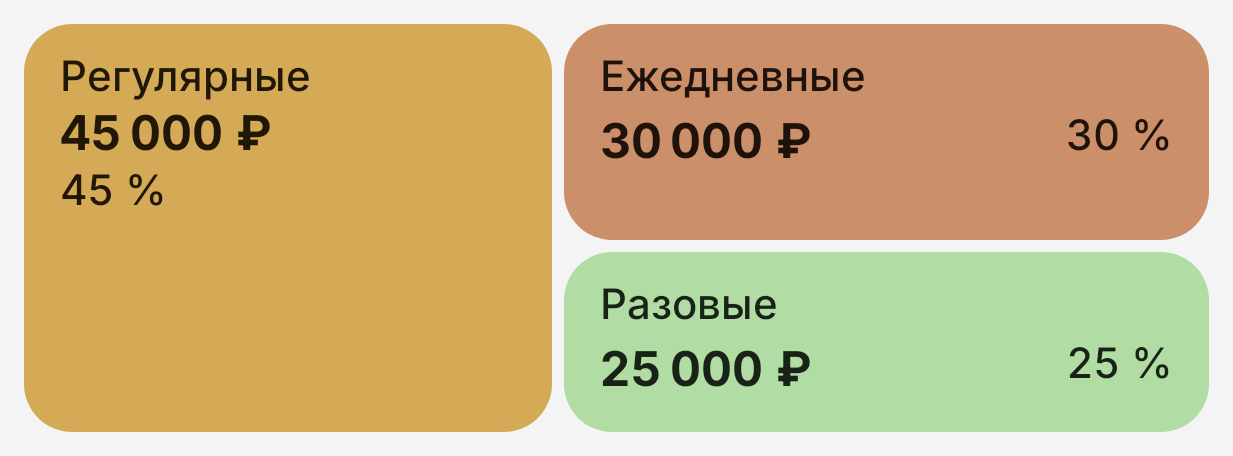 Регулярные
45 000 ₽
45 %
Ежедневные
30 000 ₽ 30 %
Разовые
25 000 ₽ 25 %